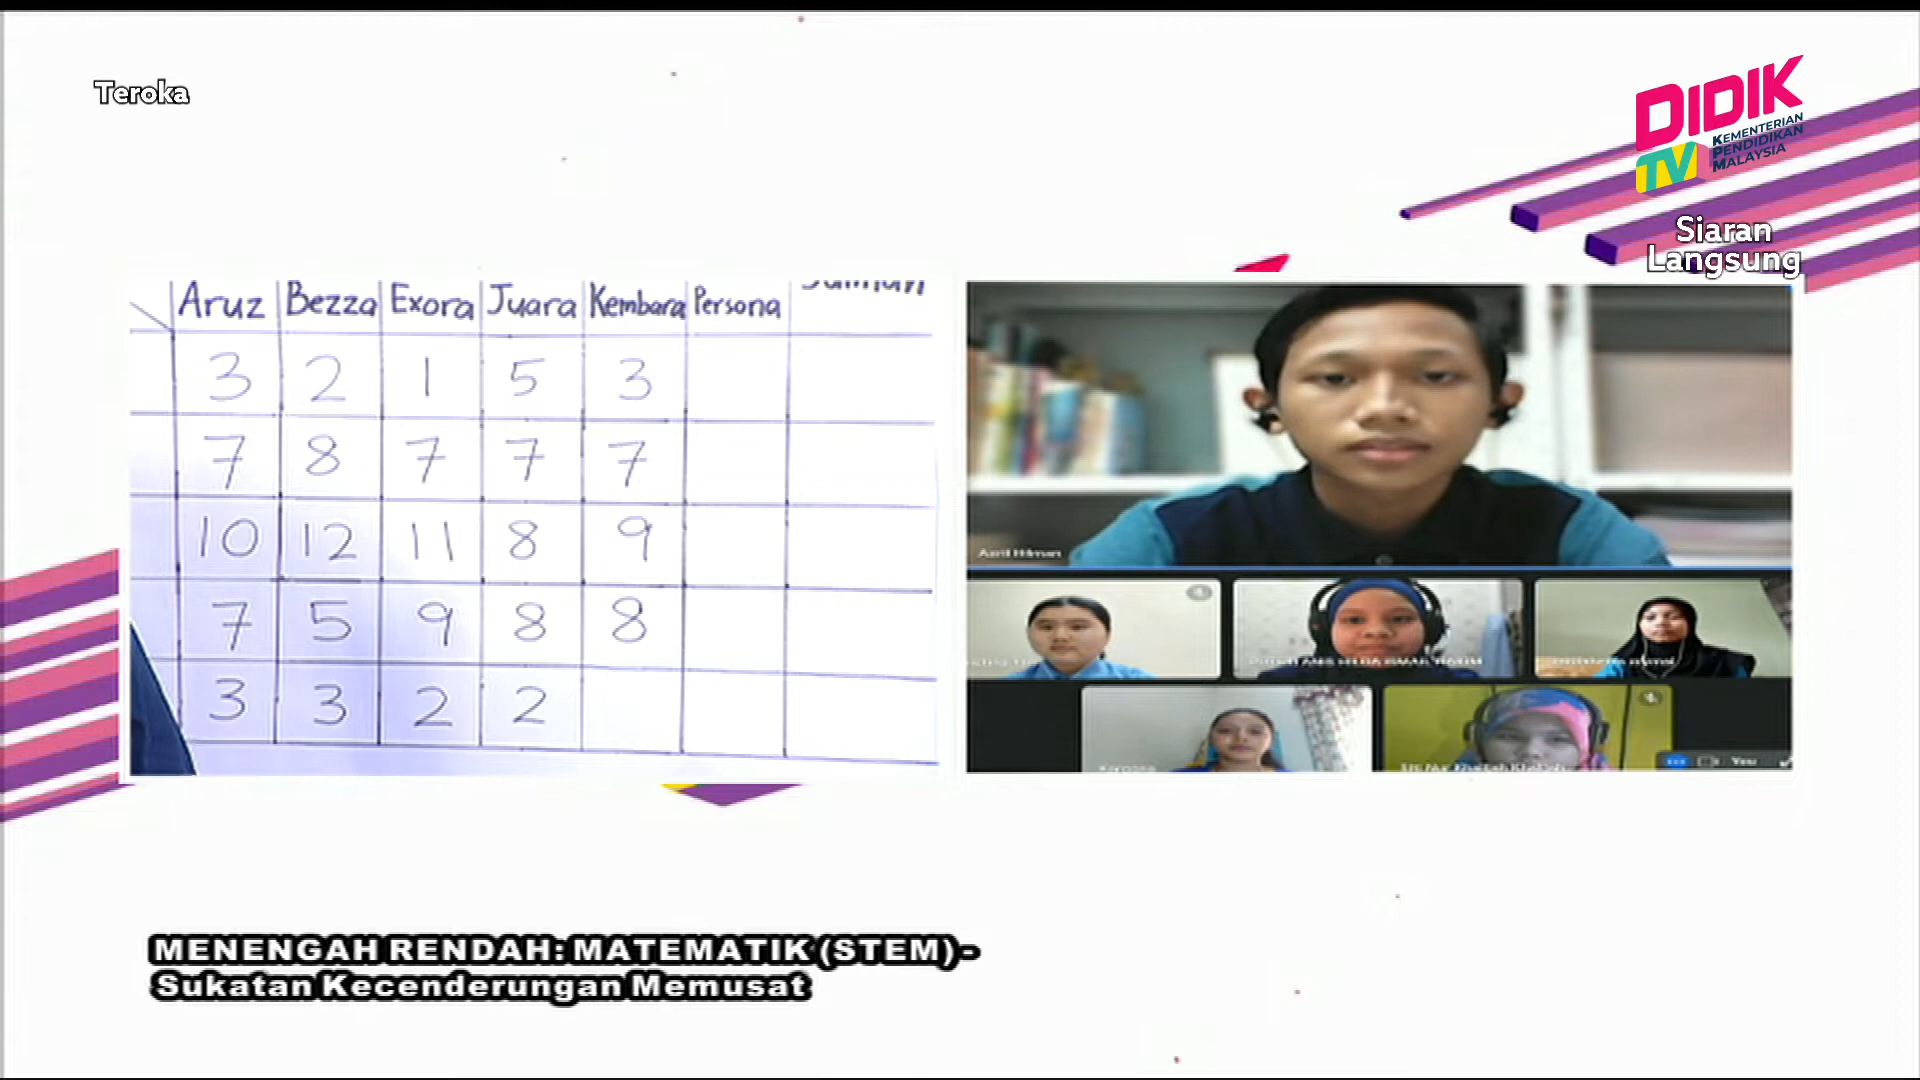 Teroka
DIDIK
TV
KEMENTERIAN
PENDIDIKAN
MALAYSIA
Siaran
Langsung
Aruz Bezza Exora Juara Kembara Persona
3 2 1 5 3
7 8 7 7 7
10 12 11 8 9
7 5 9 8 8
3 3 2 2
You
MENENGAH RENDAH: MATEMATIK (STEM) -
Sukatan Kecenderungan Memusat